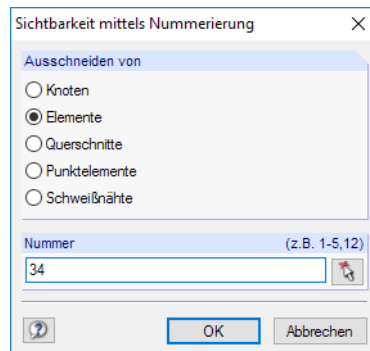 Sichtbarkeit mittels Nummerierung
Ausschneiden von
Knoten
Elemente
Querschnitte
Punktelemente
Schweißnähte
Nummer (z.B. 1-5,12)
34
OK Abbrechen